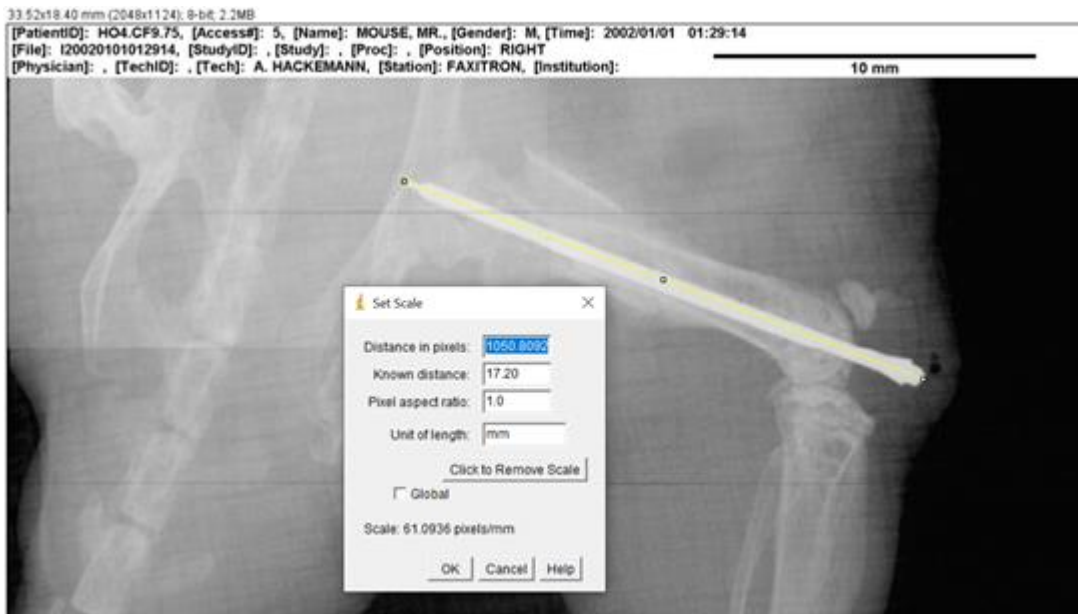 33.52x18.40 mm (2048x1124); 8-bit; 2.2MB
[PatientID]: HO4.CF9.75, [Access#]: 5, [Name]: MOUSE, MR., [Gender]: M, [Time]: 2002/01/01 01:29:14
[File]: I20020101012914, [StudyID]: , [Study]: , [Proc]: , [Position]: RIGHT
[Physician]: , [TechID]: , [Tech]: A. HACKEMANN, [Station]: FAXITRON, [Institution]:
10 mm
Set Scale
Distance in pixels: 1050.8092
Known distance: 17.20
Pixel aspect ratio: 1.0
Unit of length: mm
Click to Remove Scale
Global
Scale: 61.0936 pixels/mm
OK Cancel Help